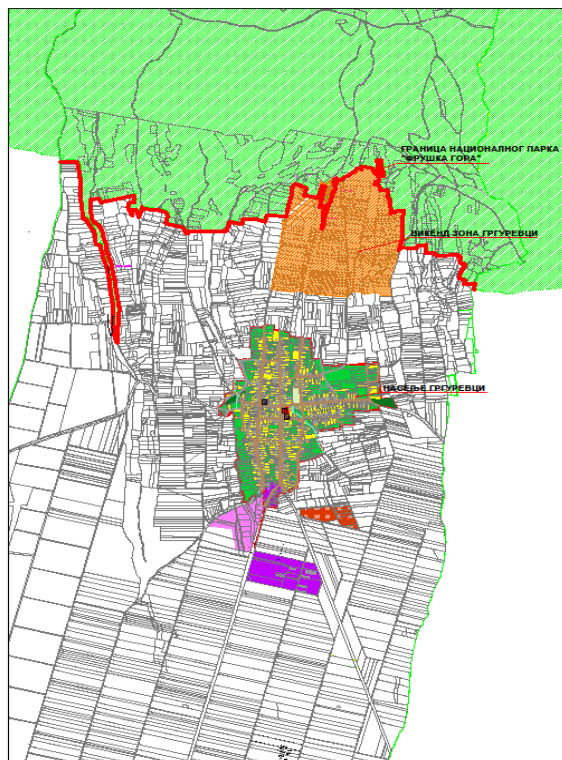 ГРАНИЦА НАЦИОНАЛНОГ ПАРКА
"ФРУШКА ГОРА"
ВИКЕНД ЗОНА ГРГУРЕВЦИ
НАСЕЉЕ ГРГУРЕВЦИ